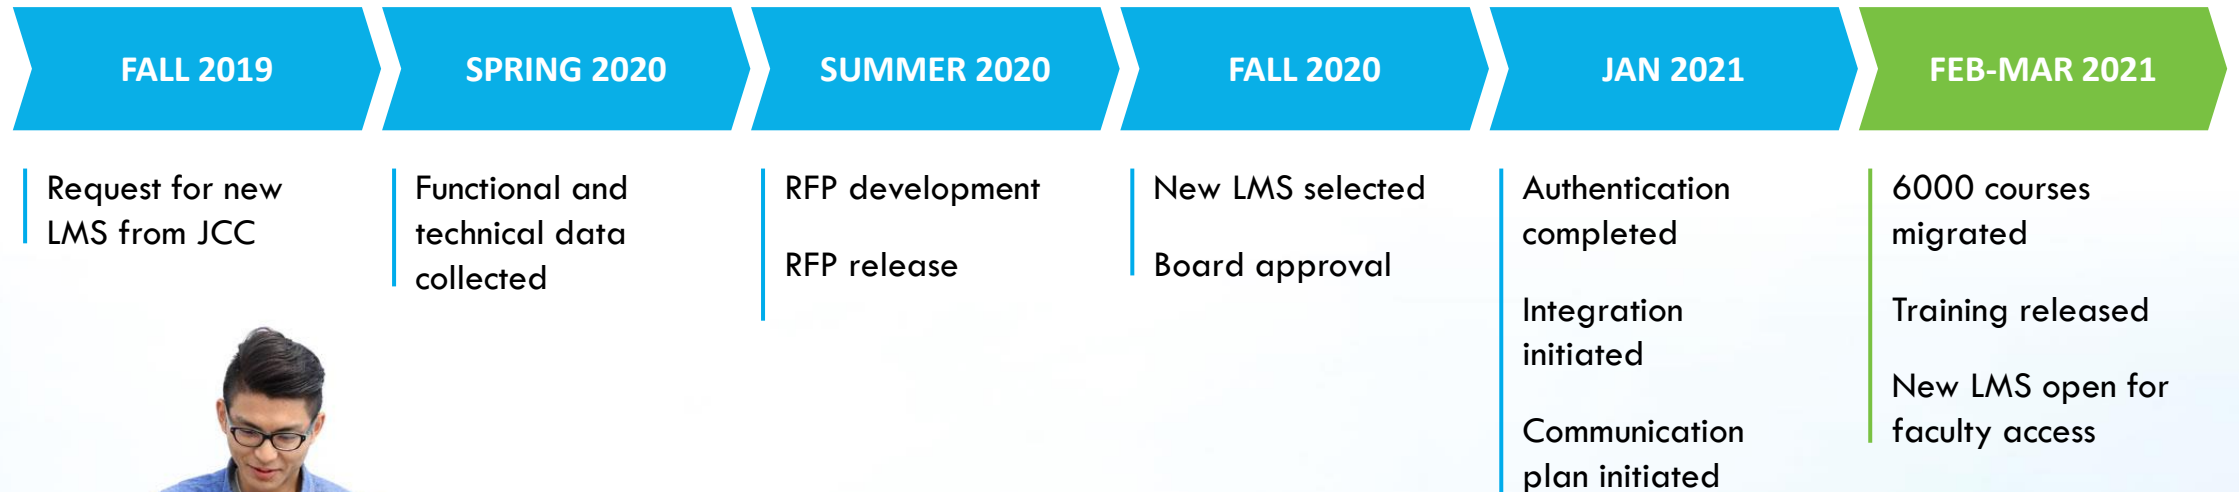 FALL 2019
SPRING 2020
SUMMER 2020
FALL 2020
JAN 2021
FEB-MAR 2021
Request for new
LMS from JCC
Functional and
technical data
collected
RFP development
RFP release
New LMS selected
Board approval
Authentication
completed
Integration
initiated
Communication
plan initiated
6000 courses
migrated
Training released
New LMS open for
faculty access